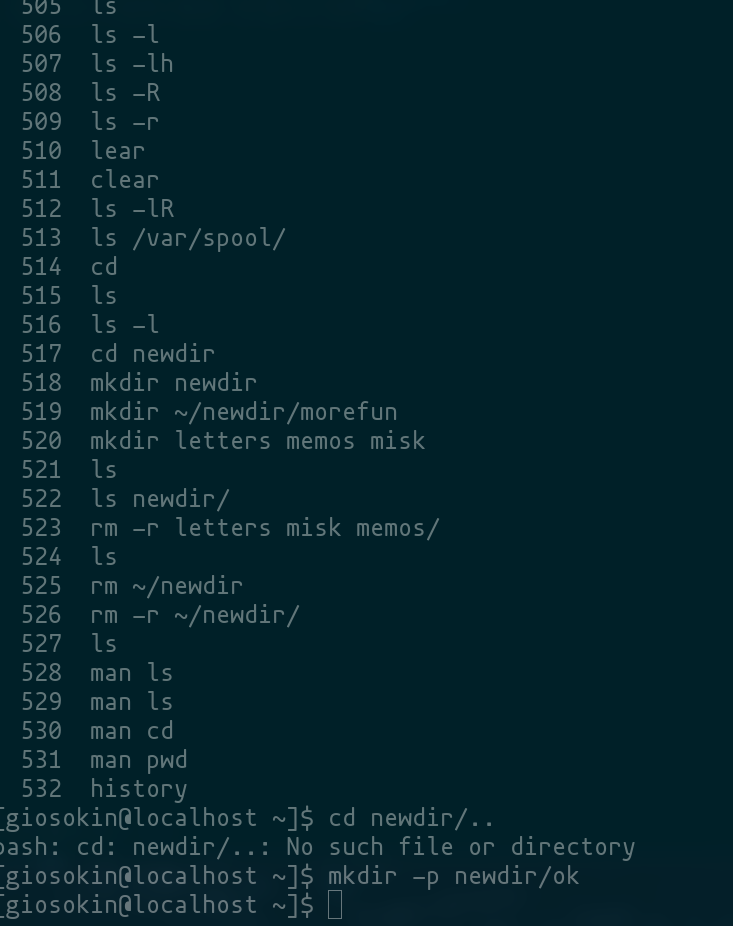 505 ls
506 ls -l
507 ls -lh
508 ls -R
509 ls -r
510 lear
511 clear
512 ls -lR
513 ls /var/spool/
514 cd
515 ls
516 ls -l
517 cd newdir
518 mkdir newdir
519 mkdir ~/newdir/morefun
520 mkdir letters memos misk
521 ls
522 ls newdir/
523 rm -r letters misk memos/
524 ls
525 rm ~/newdir
526 rm -r ~/newdir/
527 ls
528 man ls
529 man ls
530 man cd
531 man pwd
532 history
[giosokin@localhost ~]$ cd newdir/..
bash: cd: newdir/..: No such file or directory
[giosokin@localhost ~]$ mkdir -p newdir/ok
[giosokin@localhost ~]$